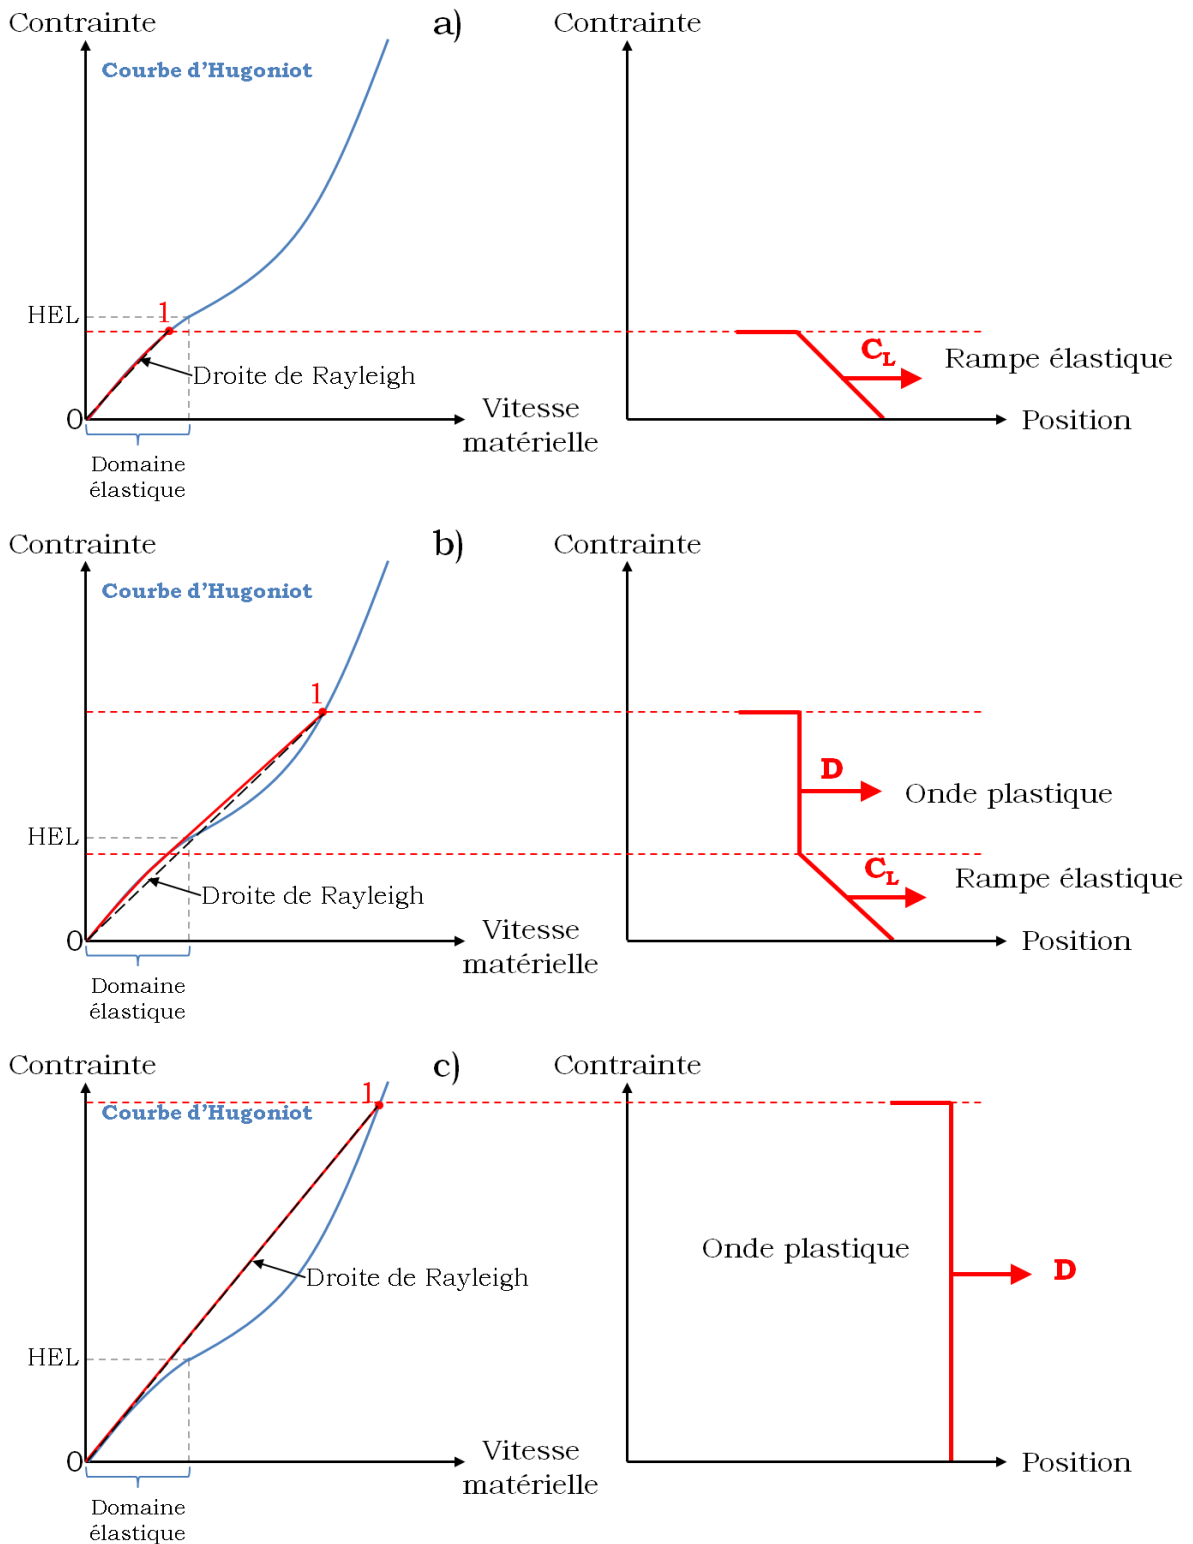 Contrainte
a)
Contrainte
Courbe d'Hugoniot
HEL
1
Droite de Rayleigh
C_L
Rampe élastique
0
Vitesse
matérielle
Position
Domaine
élastique
Contrainte
b)
Contrainte
Courbe d'Hugoniot
1
D
Onde plastique
HEL
C_L
Rampe élastique
Droite de Rayleigh
0
Vitesse
matérielle
Position
Domaine
élastique
Contrainte
c)
Contrainte
1
Courbe d'Hugoniot
Onde plastique
D
Droite de Rayleigh
HEL
0
Vitesse
matérielle
Position
Domaine
élastique